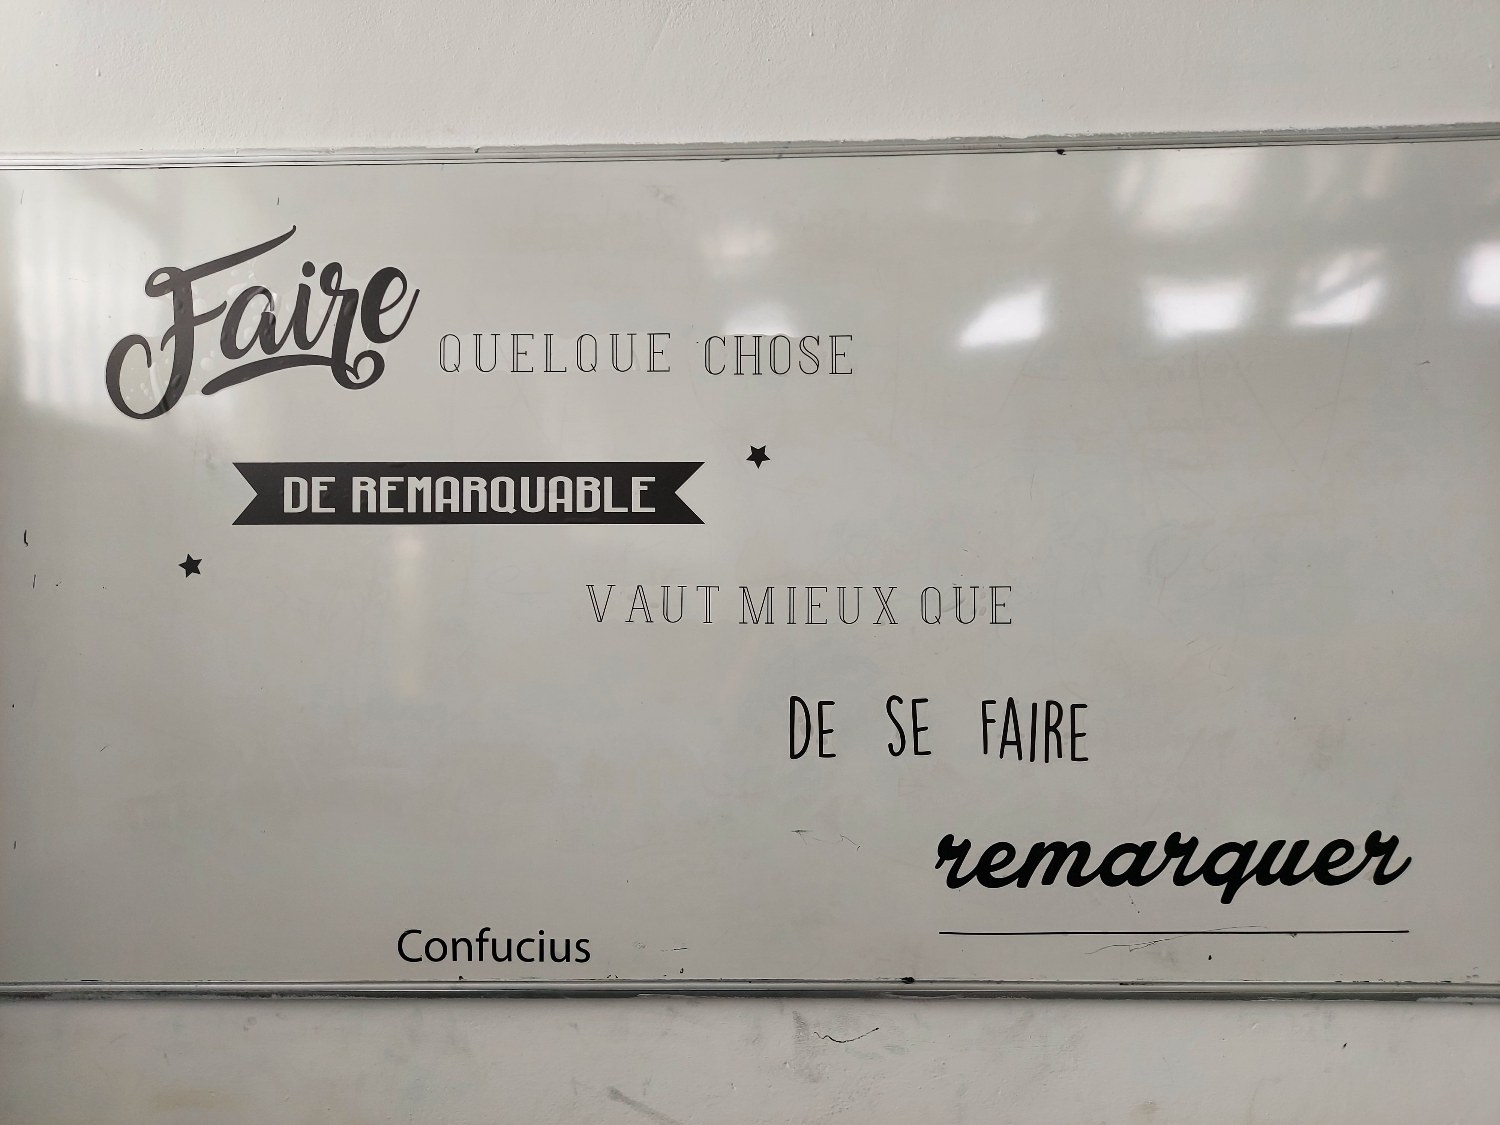 Faire QUELQUE CHOSE
DE REMARQUABLE
VAUT MIEUX QUE
DE SE FAIRE
remarquer
Confucius